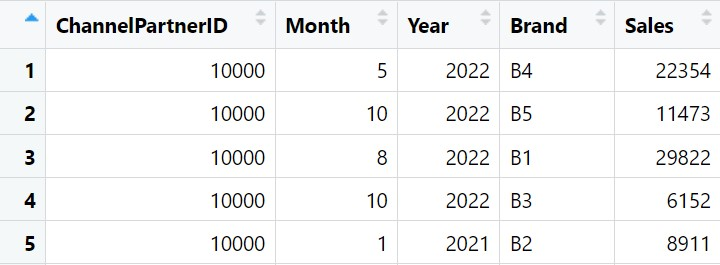 ChannelPartnerID Month Year Brand Sales
1 10000 5 2022 B4 22354
2 10000 10 2022 B5 11473
3 10000 8 2022 B1 29822
4 10000 10 2022 B3 6152
5 10000 1 2021 B2 8911